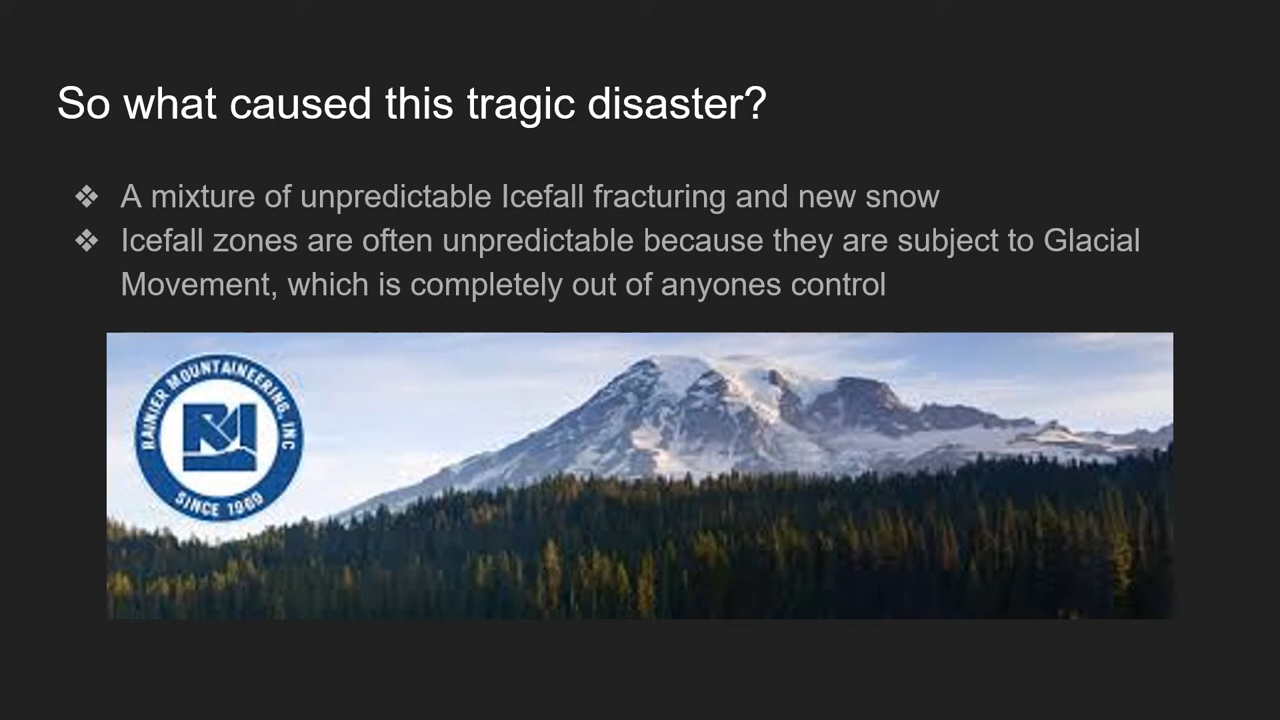 So what caused this tragic disaster?
❖ A mixture of unpredictable Icefall fracturing and new snow
❖ Icefall zones are often unpredictable because they are subject to Glacial
Movement, which is completely out of anyones control
RAINIER MOUNTAINEERING, INC
RMI
SINCE 1969